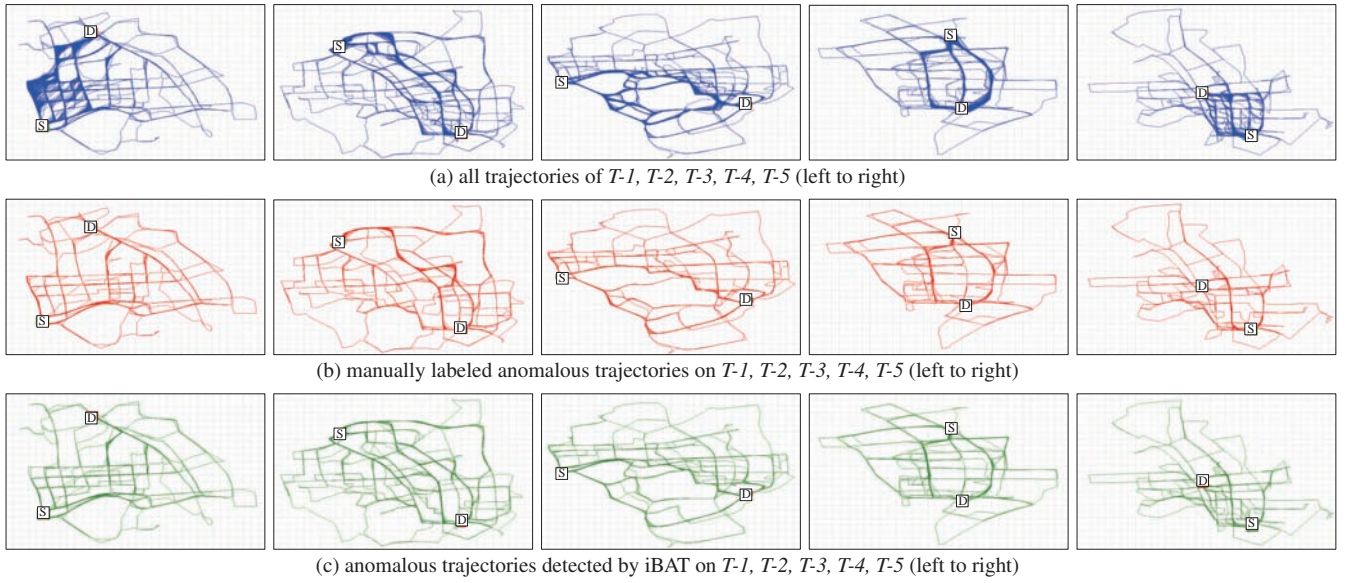 D D S
S D D S S D D S
(a) all trajectories of T-1, T-2, T-3, T-4, T-5 (left to right)
D S S
S D S D D D S
(b) manually labeled anomalous trajectories on T-1, T-2, T-3, T-4, T-5 (left to right)
D S S
S D S D D D S
(c) anomalous trajectories detected by iBAT on T-1, T-2, T-3, T-4, T-5 (left to right)